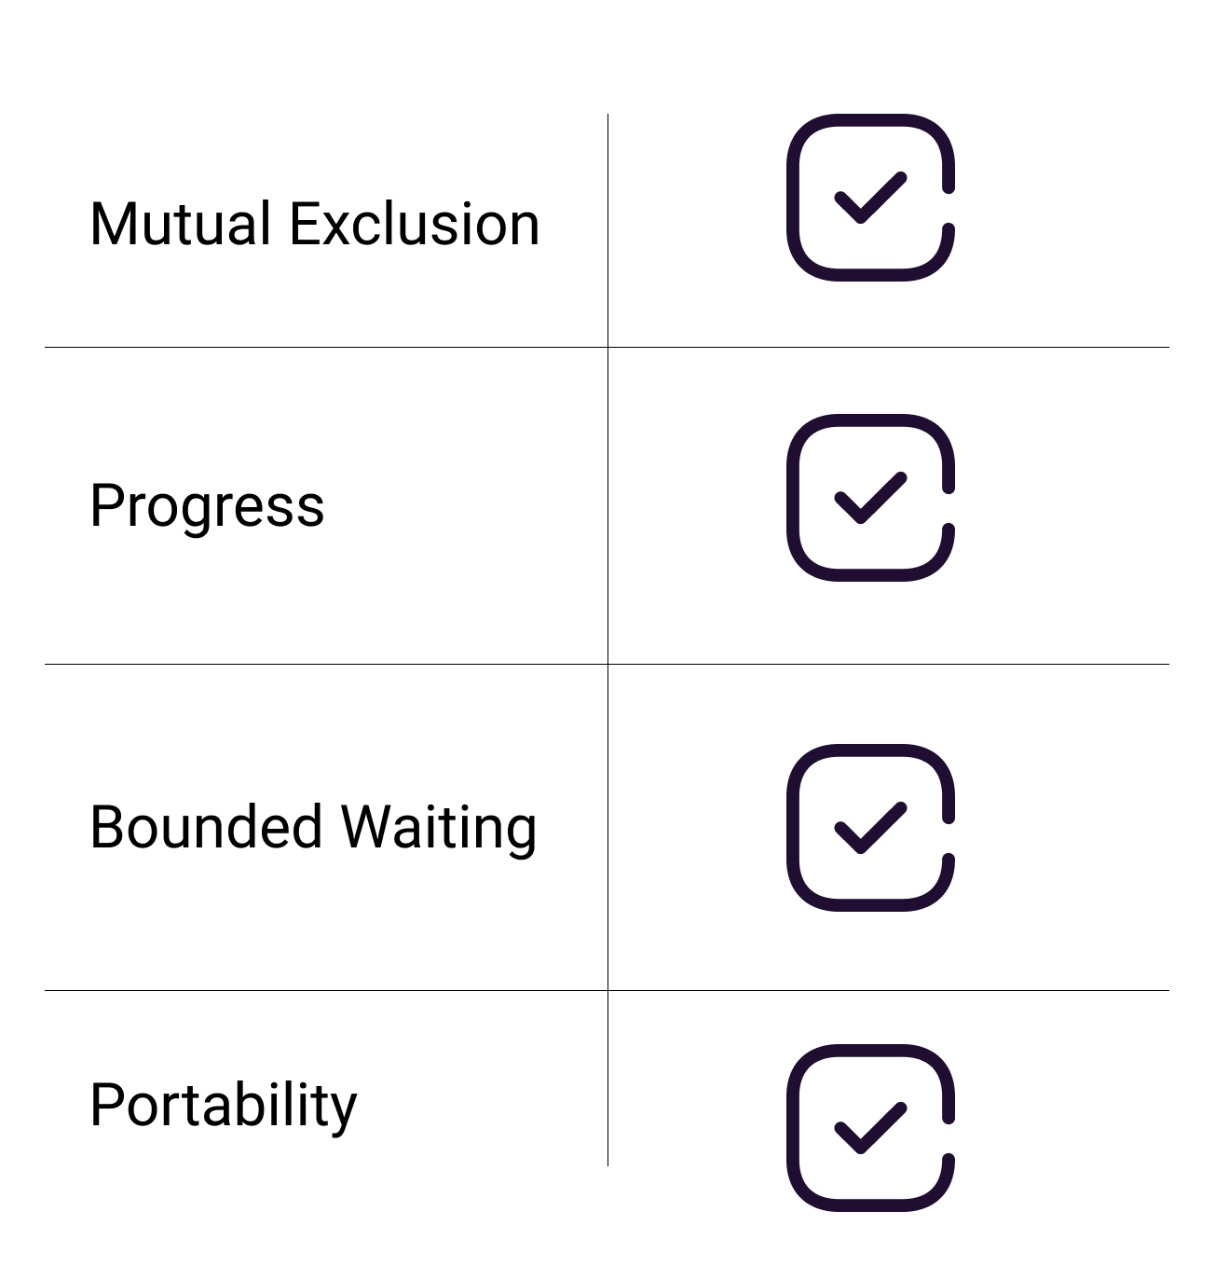 Mutual Exclusion
Progress
Bounded Waiting
Portability